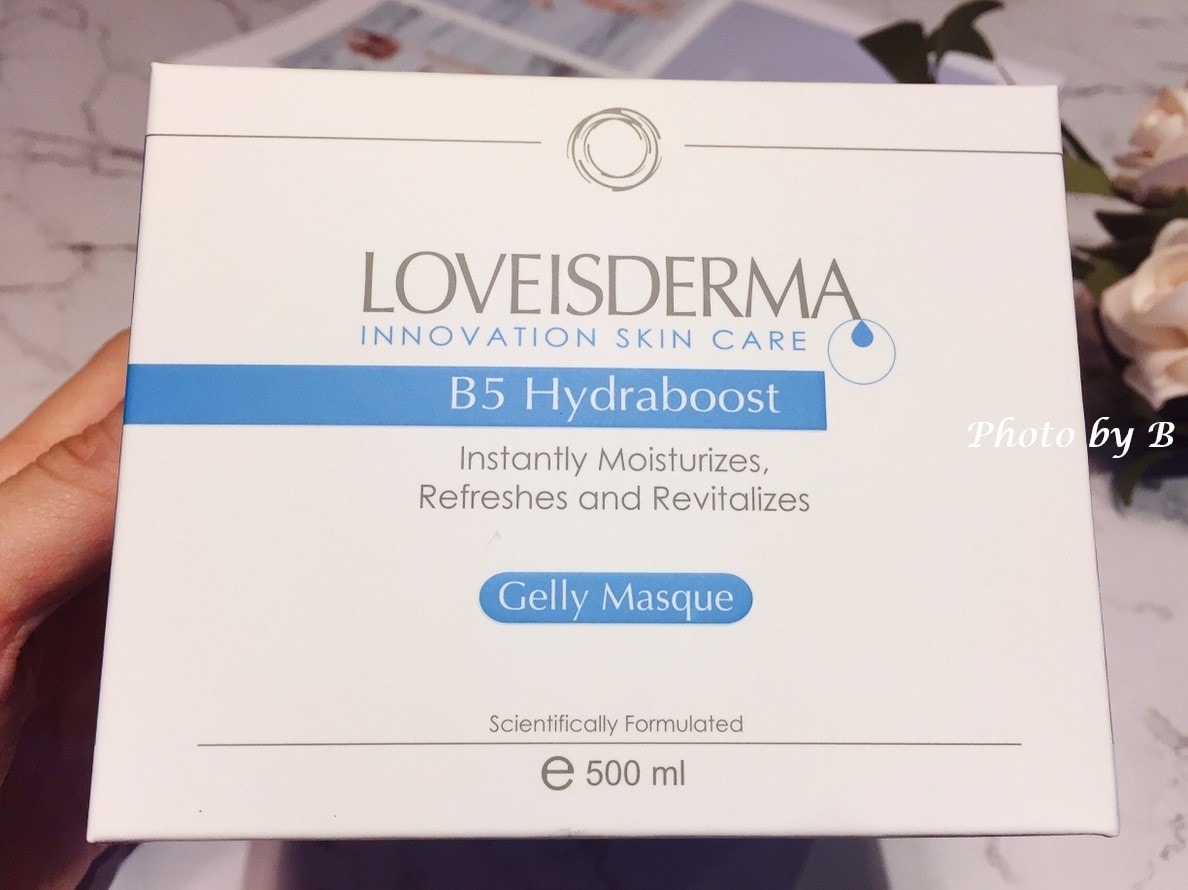 LOVEISDERMA
INNOVATION SKIN CARE
B5 Hydraboost
Instantly Moisturizes,
Refreshes and Revitalizes
Gelly Masque
Scientifically Formulated
℮ 500 ml
Photo by B